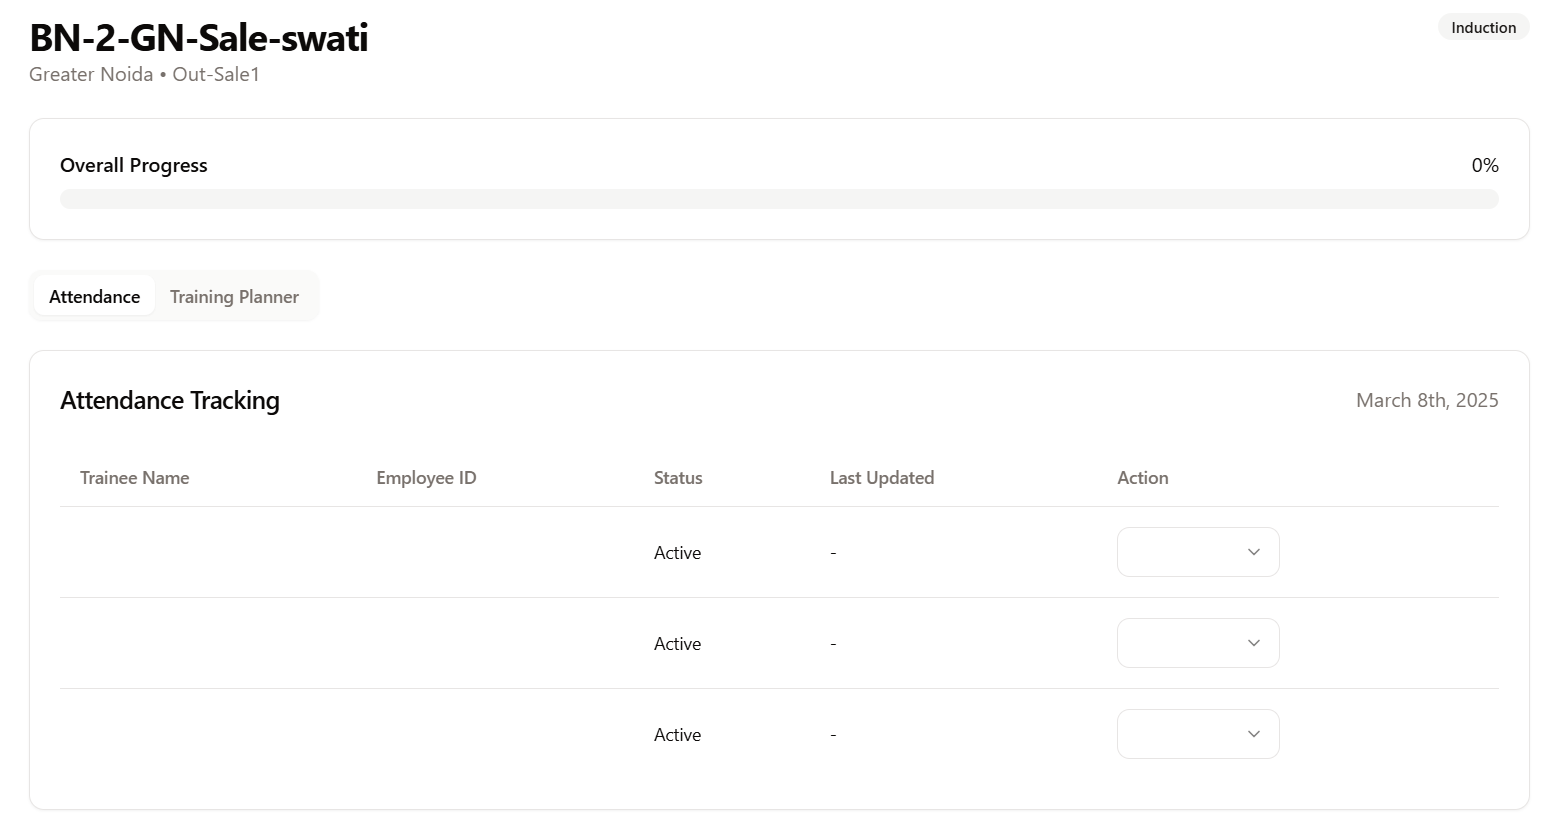 BN-2-GN-Sale-swati
Induction
Greater Noida • Out-Sale1
Overall Progress 0%
Attendance Training Planner
Attendance Tracking March 8th, 2025
Trainee Name Employee ID Status Last Updated Action
Active -
Active -
Active -